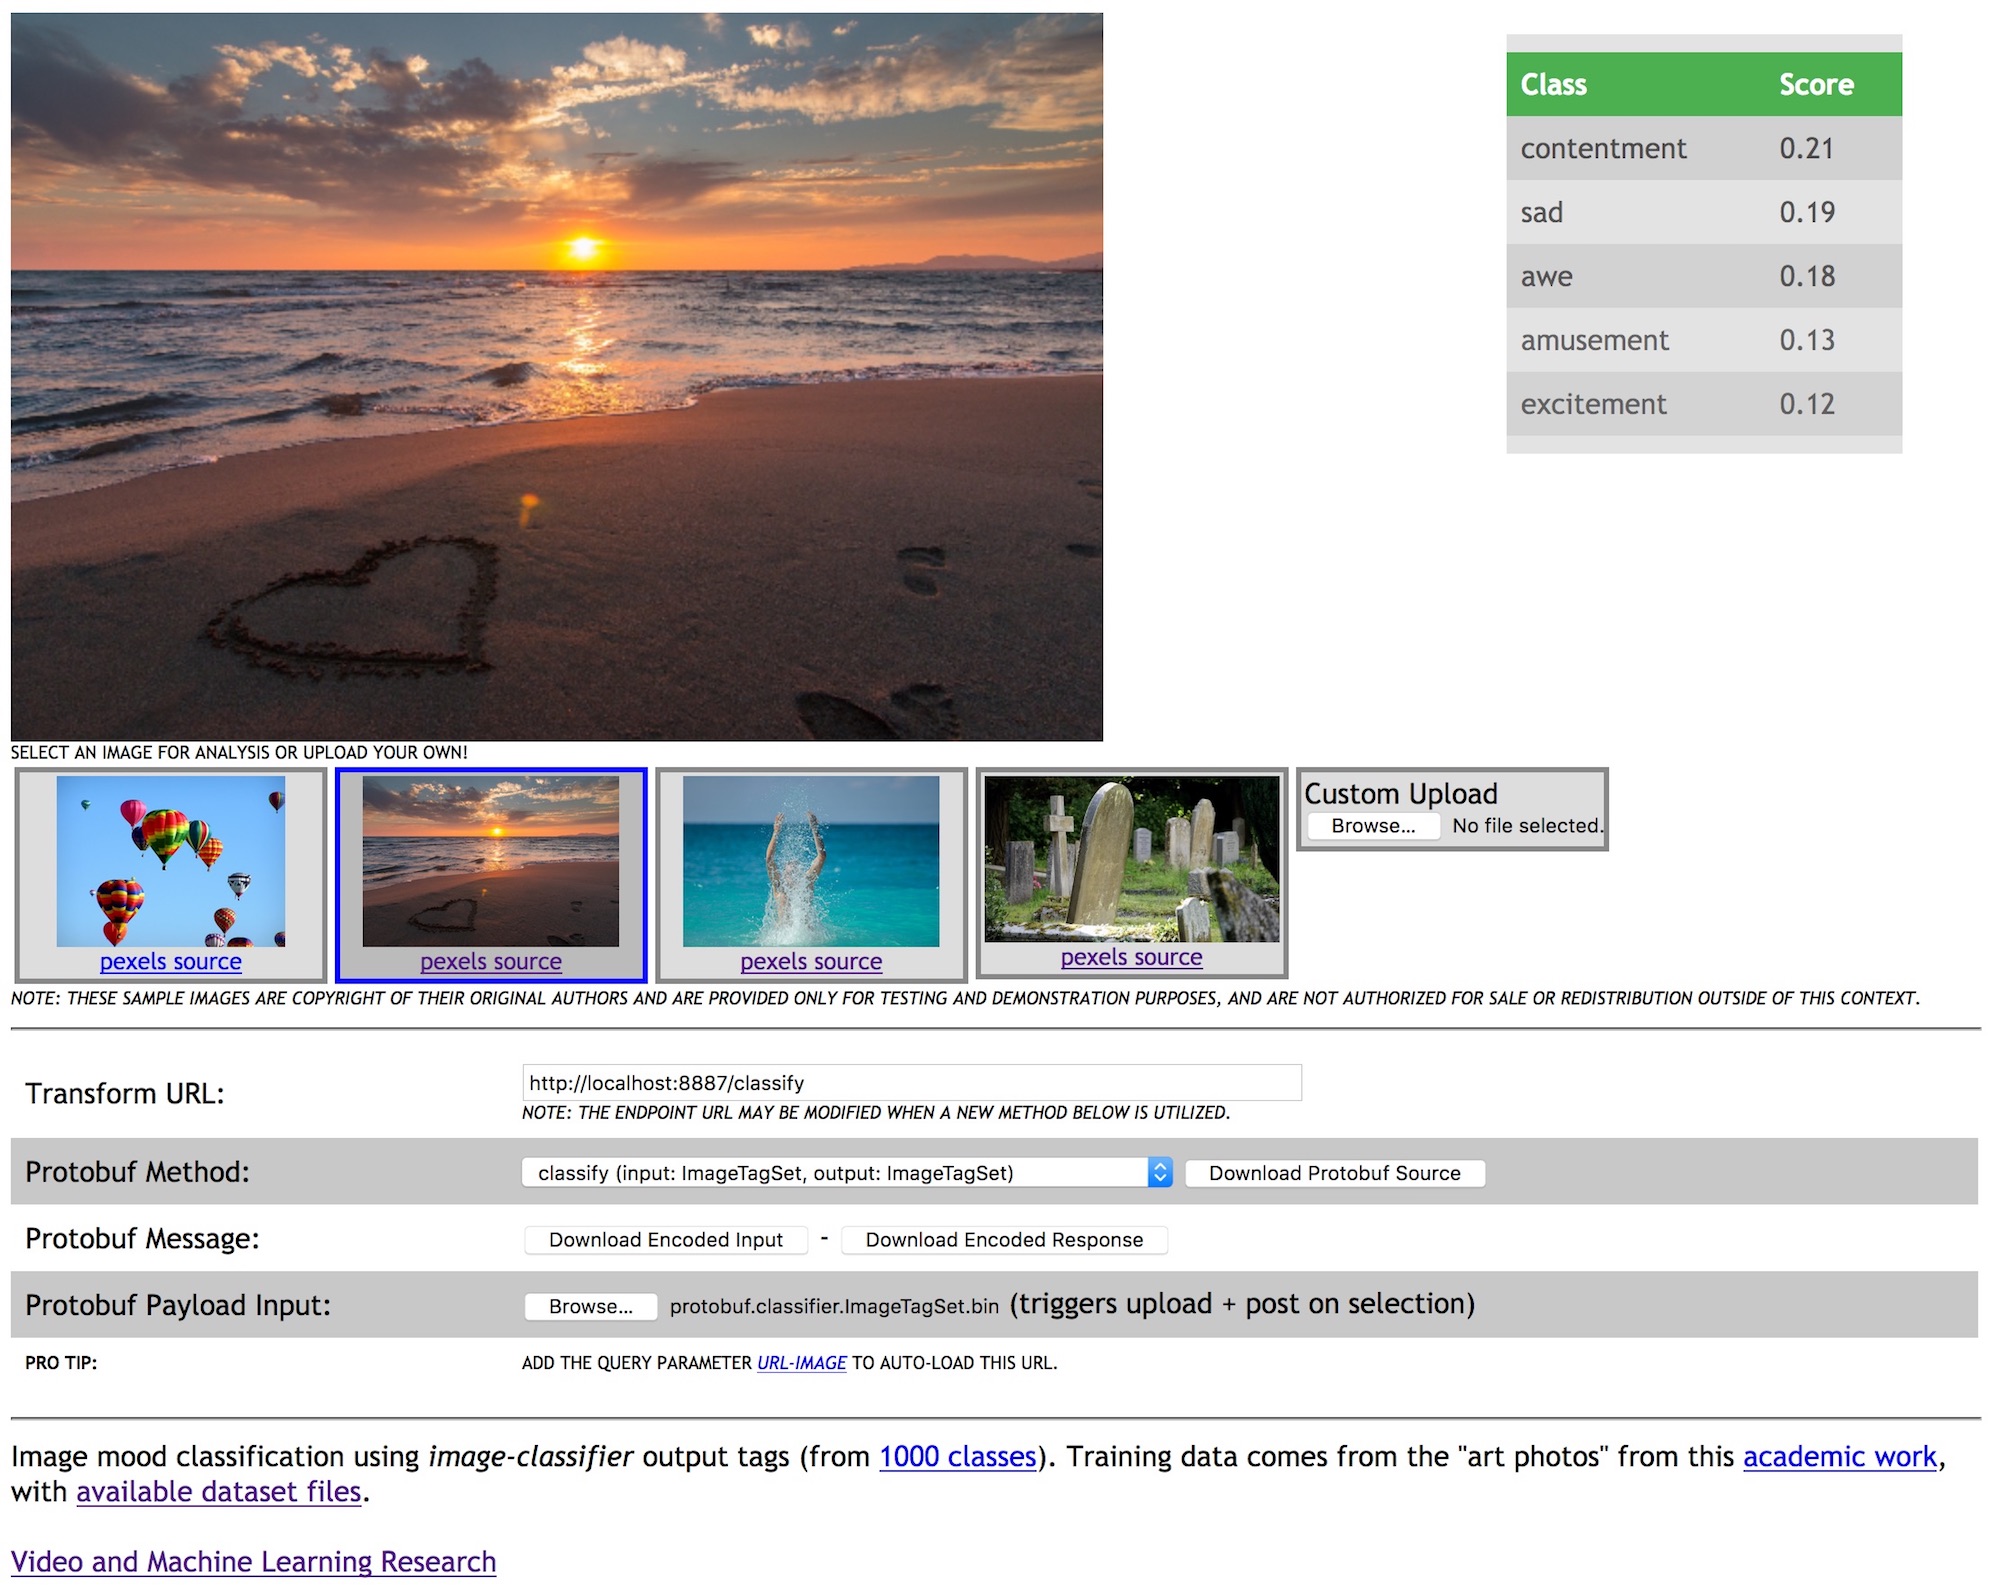 Class Score
contentment 0.21
sad 0.19
awe 0.18
amusement 0.13
excitement 0.12
SELECT AN IMAGE FOR ANALYSIS OR UPLOAD YOUR OWN!
pexels source
pexels source
pexels source
pexels source
Custom Upload
Browse... No file selected.
NOTE: THESE SAMPLE IMAGES ARE COPYRIGHT OF THEIR ORIGINAL AUTHORS AND ARE PROVIDED ONLY FOR TESTING AND DEMONSTRATION PURPOSES, AND ARE NOT AUTHORIZED FOR SALE OR REDISTRIBUTION OUTSIDE OF THIS CONTEXT.
Transform URL: http://localhost:8887/classify
NOTE: THE ENDPOINT URL MAY BE MODIFIED WHEN A NEW METHOD BELOW IS UTILIZED.
Protobuf Method: classify (input: ImageTagSet, output: ImageTagSet) Download Protobuf Source
Protobuf Message: Download Encoded Input - Download Encoded Response
Protobuf Payload Input: Browse... protobuf.classifier.ImageTagSet.bin (triggers upload + post on selection)
PRO TIP: ADD THE QUERY PARAMETER URL-IMAGE TO AUTO-LOAD THIS URL.
Image mood classification using image-classifier output tags (from 1000 classes). Training data comes from the "art photos" from this academic work,
with available dataset files.
Video and Machine Learning Research